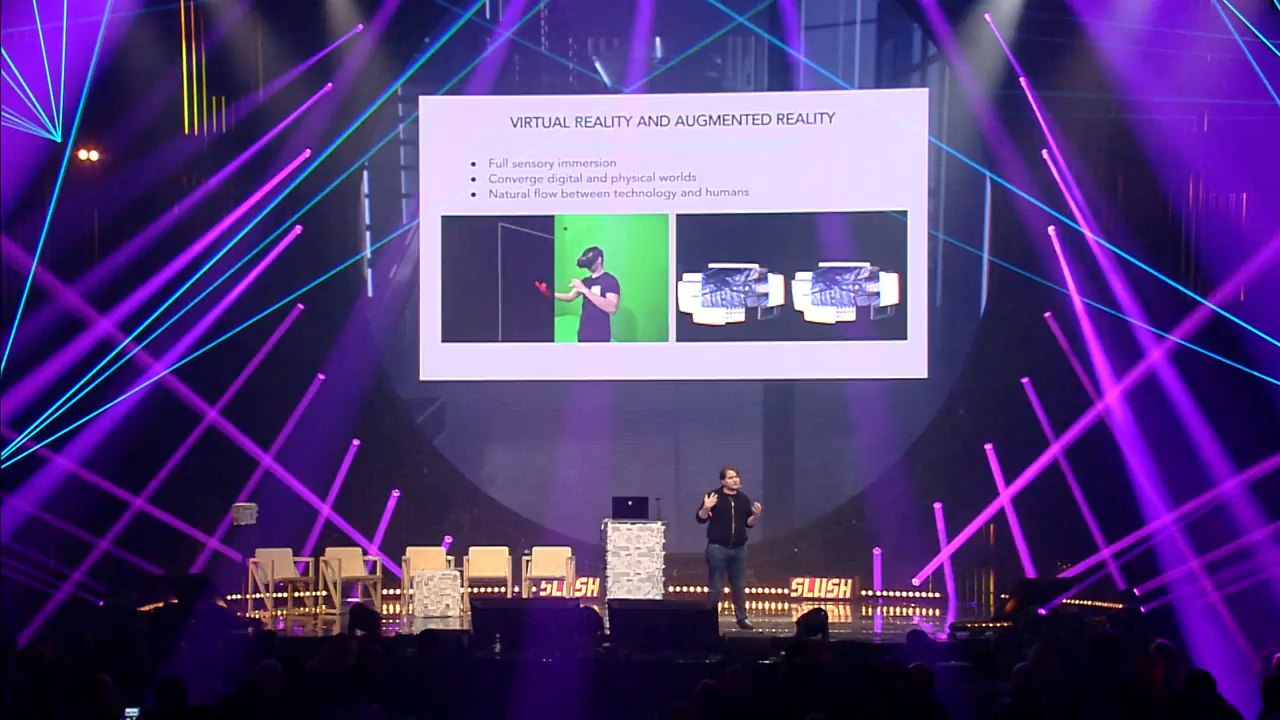 VIRTUAL REALITY AND AUGMENTED REALITY
● Full sensory immersion
● Converge digital and physical worlds
● Natural flow between technology and humans
SLUSH
SLUSH